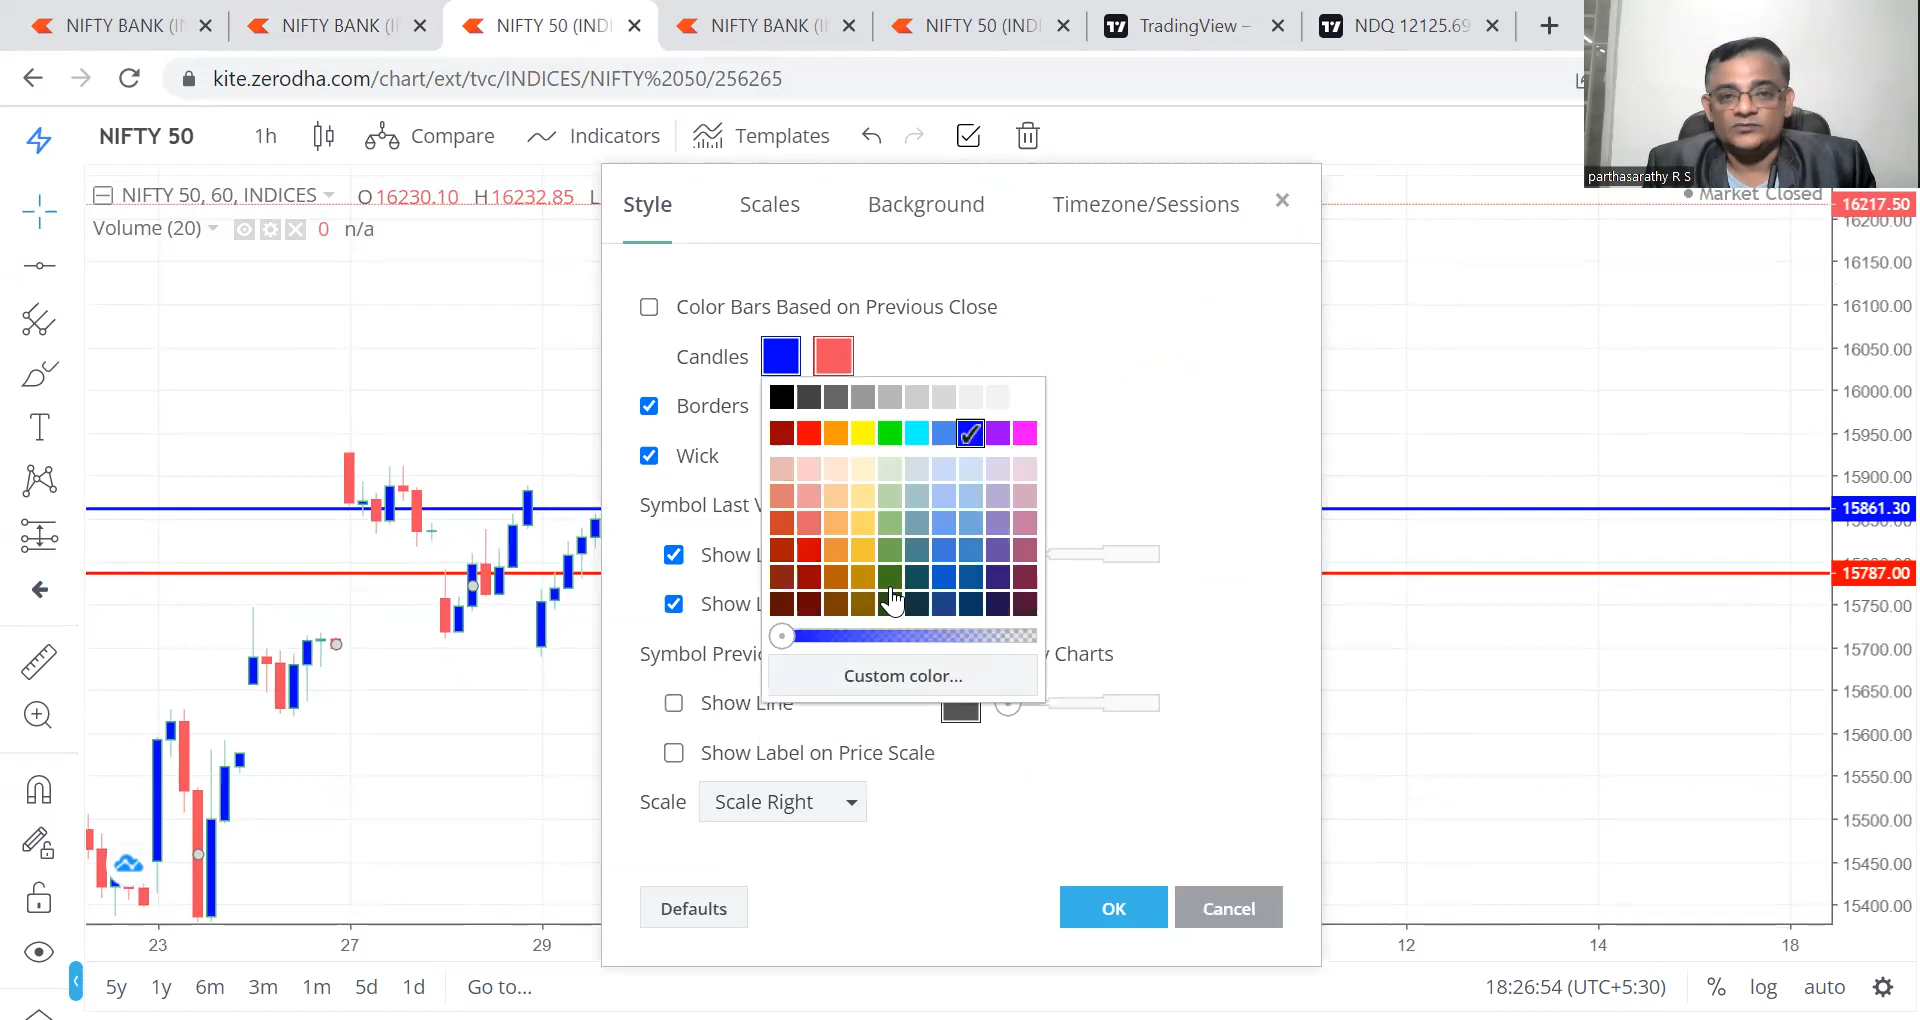 NIFTY BANK (IN
NIFTY BANK (I
NIFTY 50 (INDI
NIFTY BANK (I
NIFTY 50 (INDI
TradingView –
NDQ 12125.69
kite.zerodha.com/chart/ext/tvc/INDICES/NIFTY%2050/256265
parthasarathy R S
NIFTY 50
1h
Compare
Indicators
Templates
NIFTY 50, 60, INDICES
O 16230.10 H 16232.85 L
Volume (20)
0 n/a
Market Closed
Style
Scales
Background
Timezone/Sessions
Color Bars Based on Previous Close
Candles
Borders
Wick
Symbol Last V
Show L
Show L
Symbol Previ
y Charts
Custom color...
Show Line
Show Label on Price Scale
Scale
Scale Right
Defaults
OK
Cancel
16217.50
16200.00
16150.00
16100.00
16050.00
16000.00
15950.00
15900.00
15861.30
15850.00
15787.00
15750.00
15700.00
15650.00
15600.00
15550.00
15500.00
15450.00
15400.00
23
27
29
12
14
18
5y
1y
6m
3m
1m
5d
1d
Go to...
18:26:54 (UTC+5:30)
%
log
auto